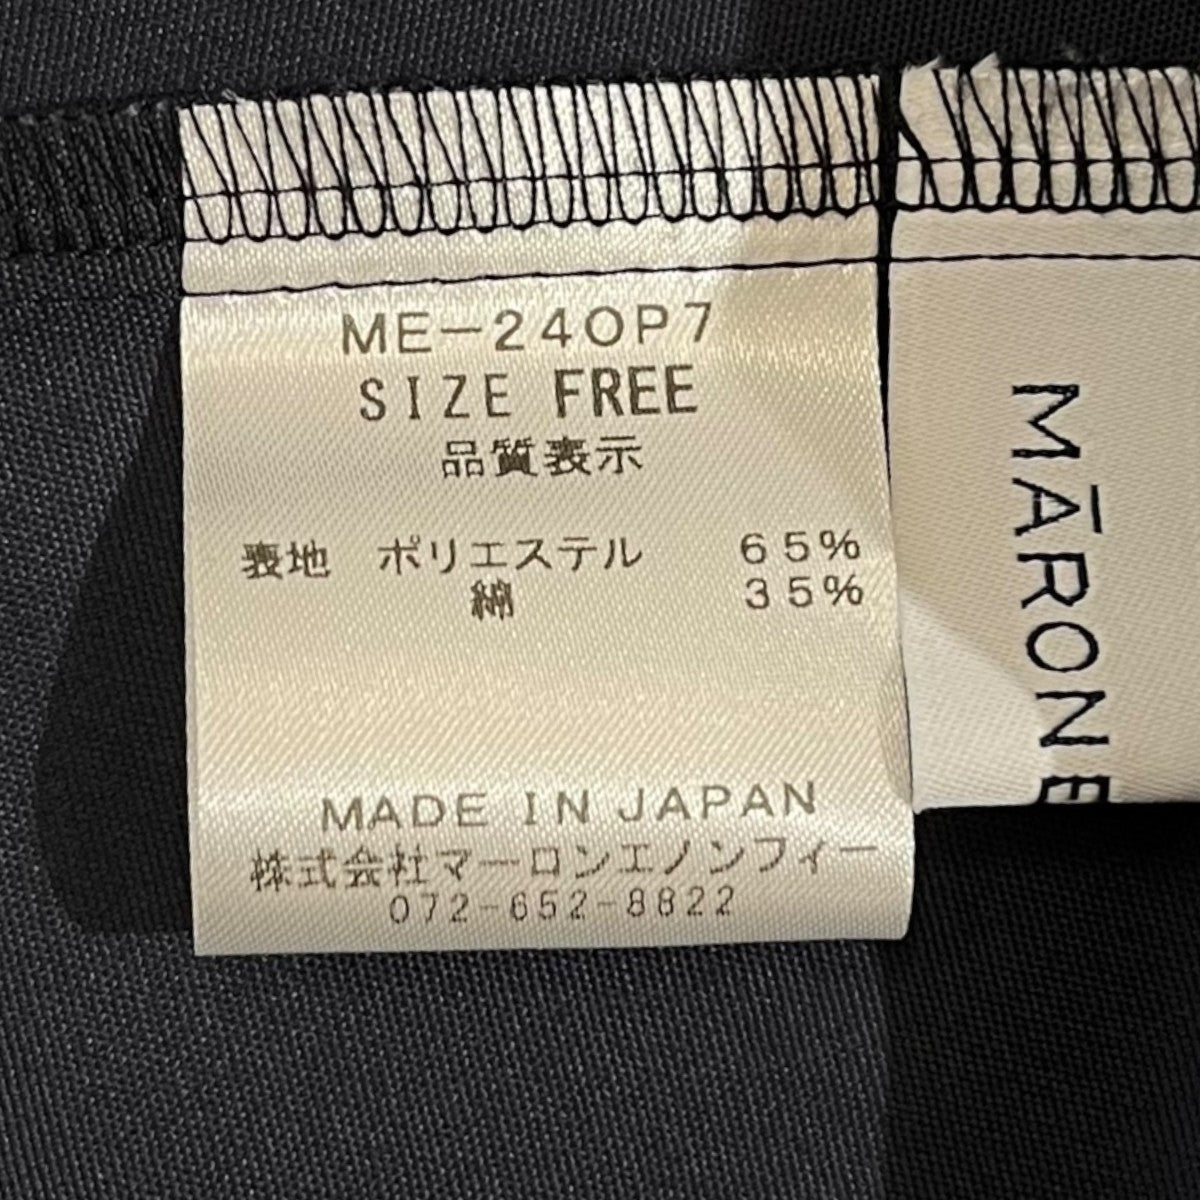 ME-24OP7
SIZE FREE
品質表示
表地 ポリエステル 65%
綿 35%
MADE IN JAPAN
株式会社マーロンエノンフィー
072-652-8822
MĀRONE